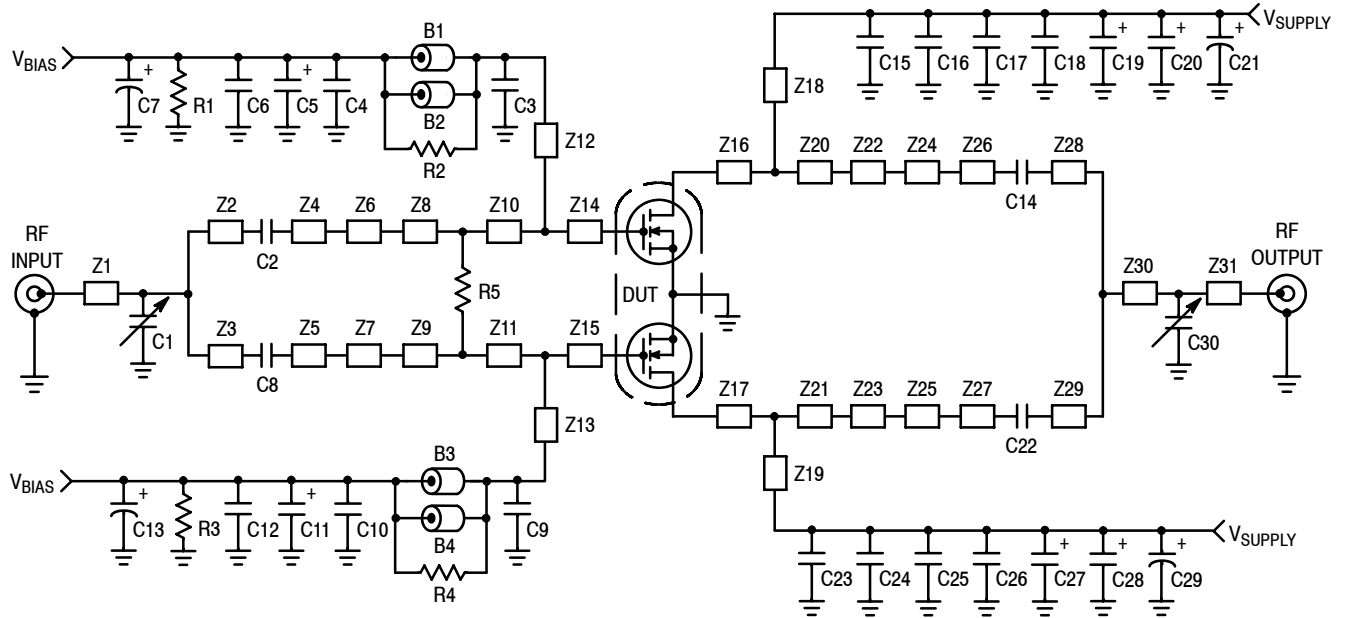 B1
VBIAS
VSUPPLY
+
C7
R1
C6
+
C5
C4
B2
R2
C3
Z12
C15
C16
C17
C18
+
C19
+
C20
+
C21
Z18
Z16
Z20
Z22
Z24
Z26
C14
Z28
RF
INPUT
Z1
C1
Z2
C2
Z4
Z6
Z8
Z10
Z14
R5
DUT
Z3
C8
Z5
Z7
Z9
Z11
Z15
Z30
Z31
RF
OUTPUT
C30
Z13
Z17
Z21
Z23
Z25
Z27
C22
Z29
Z19
VBIAS
+
C13
R3
C12
+
C11
C10
B3
B4
R4
C9
VSUPPLY
C23
C24
C25
C26
+
C27
+
C28
+
C29